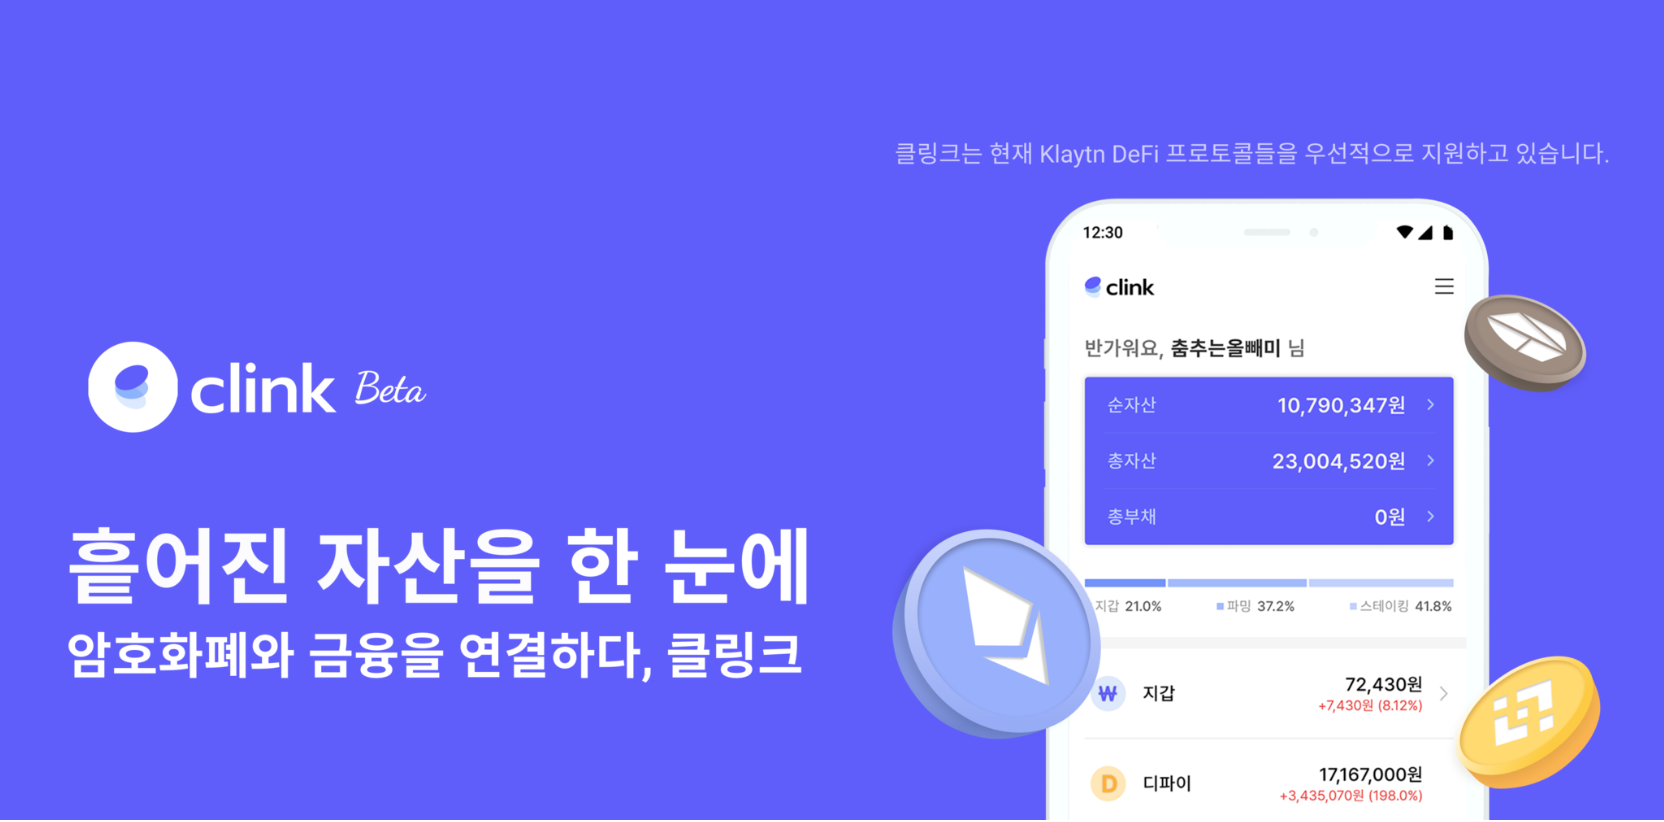 클링크는 현재 Klaytn DeFi 프로토콜들을 우선적으로 지원하고 있습니다.
clink Beta
흩어진 자산을 한 눈에
암호화폐와 금융을 연결하다, 클링크
12:30
clink
반가워요, 춤추는올빼미 님
순자산 10,790,347원
총자산 23,004,520원
총부채 0원
지갑 21.0% 파밍 37.2% 스테이킹 41.8%
₩ 지갑 72,430원
+7,430원 (8.12%)
D 디파이 17,167,000원
+3,435,070원 (198.0%)